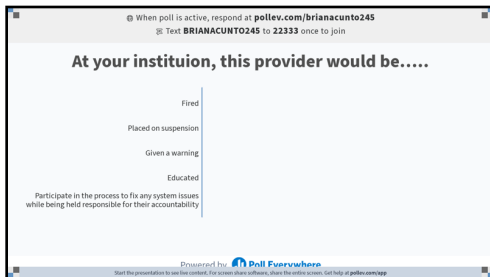 When poll is active, respond at pollev.com/brianacunto245
Text BRIANACUNTO245 to 22333 once to join
At your instituion, this provider would be.....
Fired
Placed on suspension
Given a warning
Educated
Participate in the process to fix any system issues
while being held responsible for their accountability
Powered by Poll Everywhere
Start the presentation to see live content. For screen share software, share the entire screen. Get help at pollev.com/app